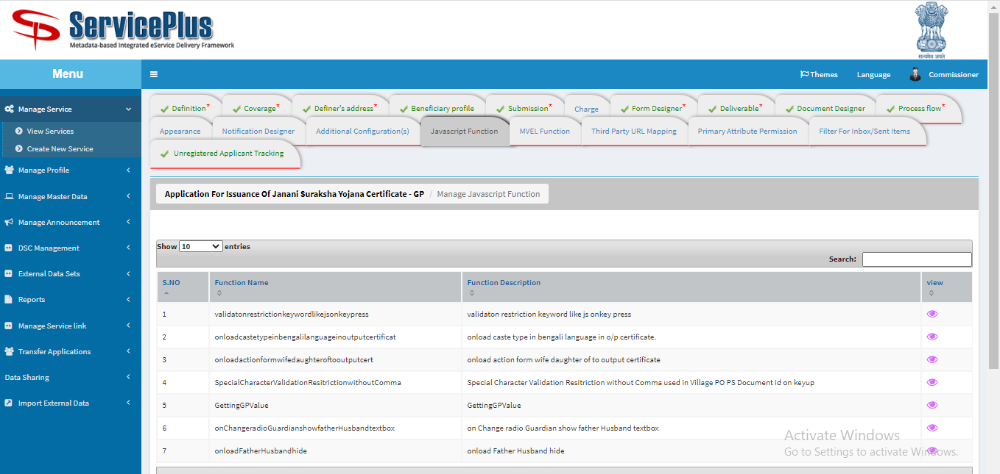 ServicePlus
Metadata-based Integrated eService Delivery Framework
सत्यमेव जयते
Menu
Themes Language Commissioner
Manage Service
View Services
Create New Service
Manage Profile
Manage Master Data
Manage Announcement
DSC Management
External Data Sets
Reports
Manage Service link
Transfer Applications
Data Sharing
Import External Data
Definition* Coverage* Definer's address* Beneficiary profile Submission* Charge Form Designer* Deliverable* Document Designer Process flow*
Appearance Notification Designer Additional Configuration(s) Javascript Function MVEL Function Third Party URL Mapping Primary Attribute Permission Filter For Inbox/Sent Items
Unregistered Applicant Tracking
Application For Issuance Of Janani Suraksha Yojana Certificate - GP / Manage Javascript Function
Show 10 entries
Search:
S.NO Function Name Function Description view
1 validatonrestrictionkeywordlikejsonkeypress validaton restriction keyword like js onkey press
2 onloadcastetypeinbengalilanguageinoutputcertificat onload caste type in bengali language in o/p certificate.
3 onloadactionformwifedaughteroftooutputcert onload action form wife daughter of to output certificate
4 SpecialCharacterValidationResitrictionwithoutComma Special Character Validation Resitriction without Comma used in Village PO PS Document id on keyup
5 GettingGPValue GettingGPValue
6 onChangeradioGuardianshowfatherHusbandtextbox on Change radio Guardian show father Husband textbox
7 onloadFatherHusbandhide onload Father Husband hide
Activate Windows
Go to Settings to activate Windows.